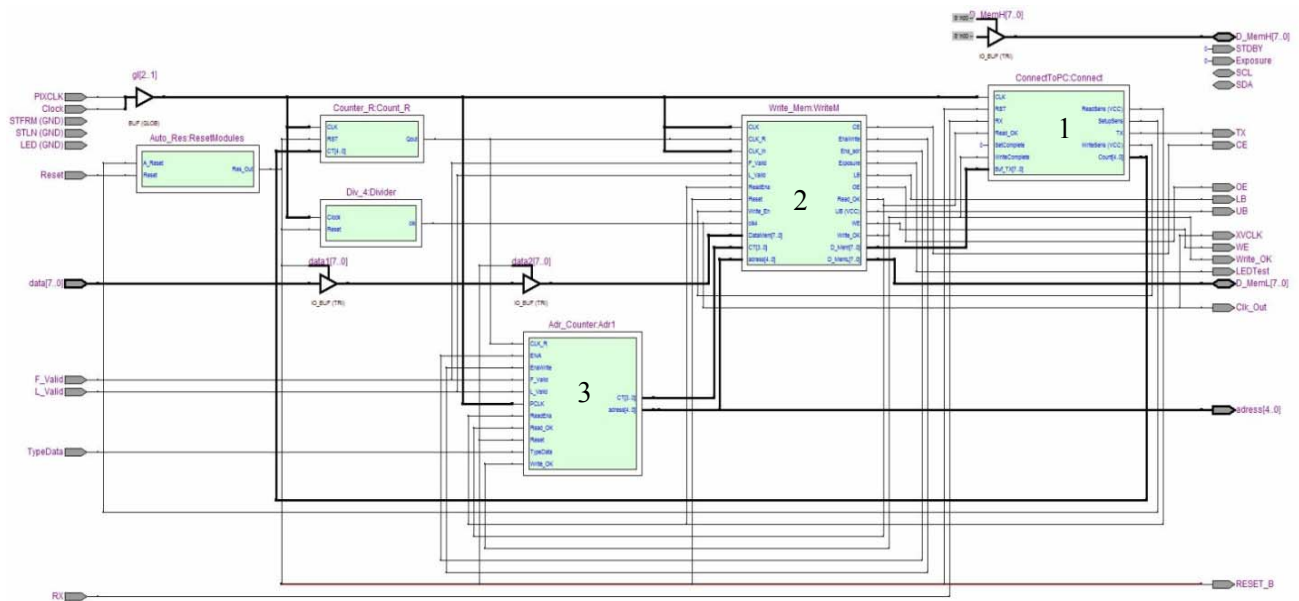 D_MemH[7..0]
D_MemH[7..0]
STDBY
Exposure
SCL
SDA
IO_BUF (TRI)
gl[2..1]
PIXCLK
Clock
STFRM (GND)
STLN (GND)
LED (GND)
Reset
BUF (GLOB)
Auto_Res:ResetModules
A_Reset
Reset
Res_Out
Counter_R:Count_R
CLK
RST
CT[4..0]
Qout
Div_4:Divider
Clock
Reset
clk
Write_Mem:WriteM
CLK
CLK_R
CLK_in
F_Valid
L_Valid
ReadEna
Reset
Write_En
clk4
DataMem[7..0]
CT[3..0]
adress[4..0]
2
CE
EnaWrite
Ena_adr
Exposure
LB
OE
Read_OK
UB (VCC)
WE
Write_OK
D_Mem[7..0]
D_MemL[7..0]
ConnectToPC:Connect
CLK
RST
RX
Read_OK
SetComplete
WriteComplete
Buf_TX[7..0]
1
ReadSens (VCC)
SetupSens
TX
WriteSens (VCC)
Count[4..0]
TX
CE
OE
LB
UB
XVCLK
WE
Write_OK
LEDTest
D_MemL[7..0]
Clk_Out
data[7..0]
data1[7..0]
IO_BUF (TRI)
data2[7..0]
IO_BUF (TRI)
Adr_Counter:Adr1
CLK_R
EnA
EnaWrite
F_Valid
L_Valid
PCLK
ReadEna
Read_OK
Reset
TypeData
Write_OK
3
CT[3..0]
adress[4..0]
F_Valid
L_Valid
TypeData
adress[4..0]
RX
RESET_B